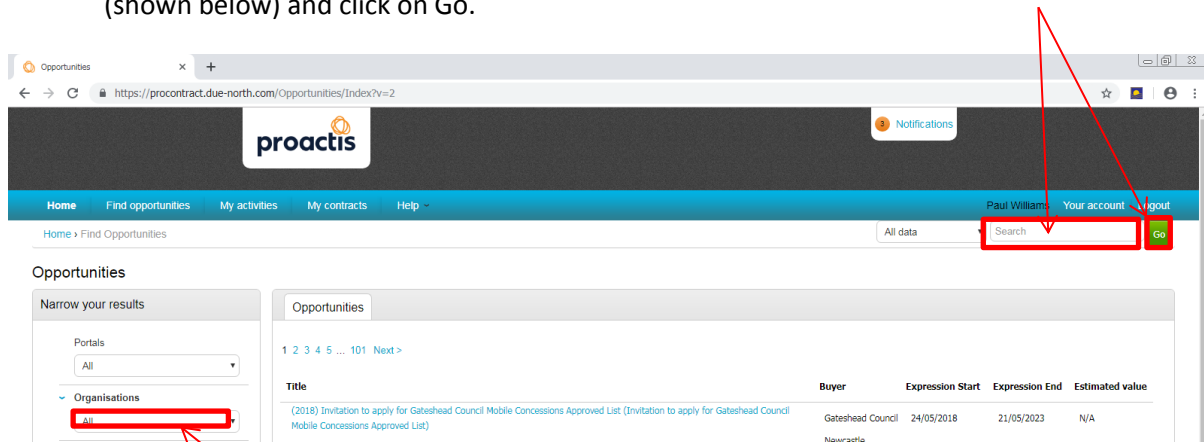 (shown below) and click on Go.
Opportunities
https://procontract.due-north.com/Opportunities/Index?v=2
proactis
3 Notifications
Home Find opportunities My activities My contracts Help
Paul Williams Your account Logout
Home › Find Opportunities
All data Search Go
Opportunities
Narrow your results
Opportunities
Portals
All
1 2 3 4 5 ... 101 Next >
Organisations
All
Title Buyer Expression Start Expression End Estimated value
(2018) Invitation to apply for Gateshead Council Mobile Concessions Approved List (Invitation to apply for Gateshead Council
Mobile Concessions Approved List)
Gateshead Council 24/05/2018 21/05/2023 N/A
Newcastle